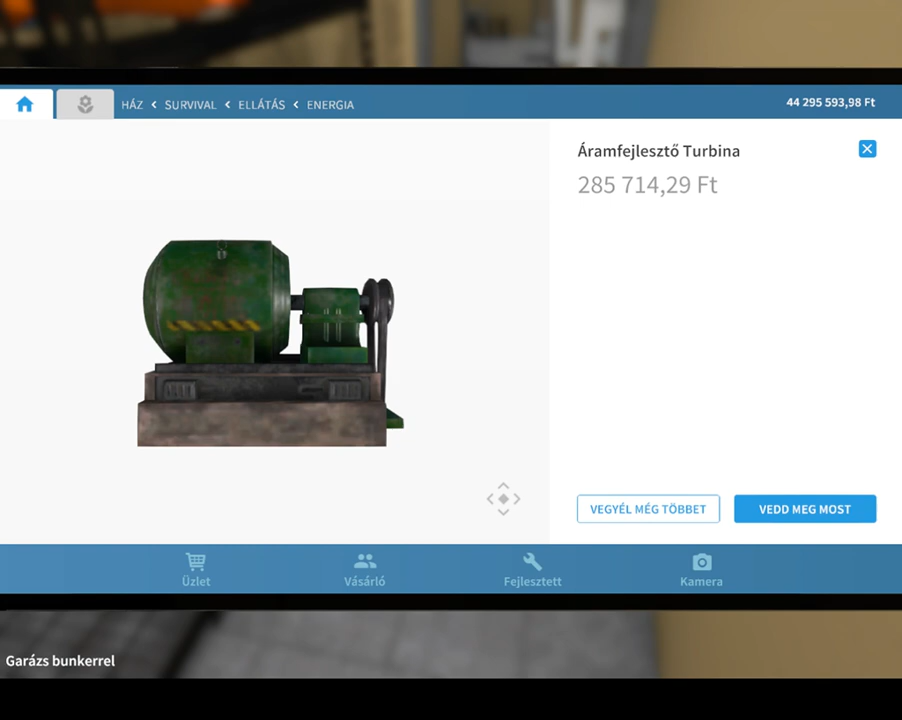 HÁZ < SURVIVAL < ELLÁTÁS < ENERGIA
44 295 593,98 Ft
Áramfejlesztő Turbina
285 714,29 Ft
VEGYÉL MÉG TÖBBET
VEDD MEG MOST
Üzlet
Vásárló
Fejlesztett
Kamera
Garázs bunkerrel